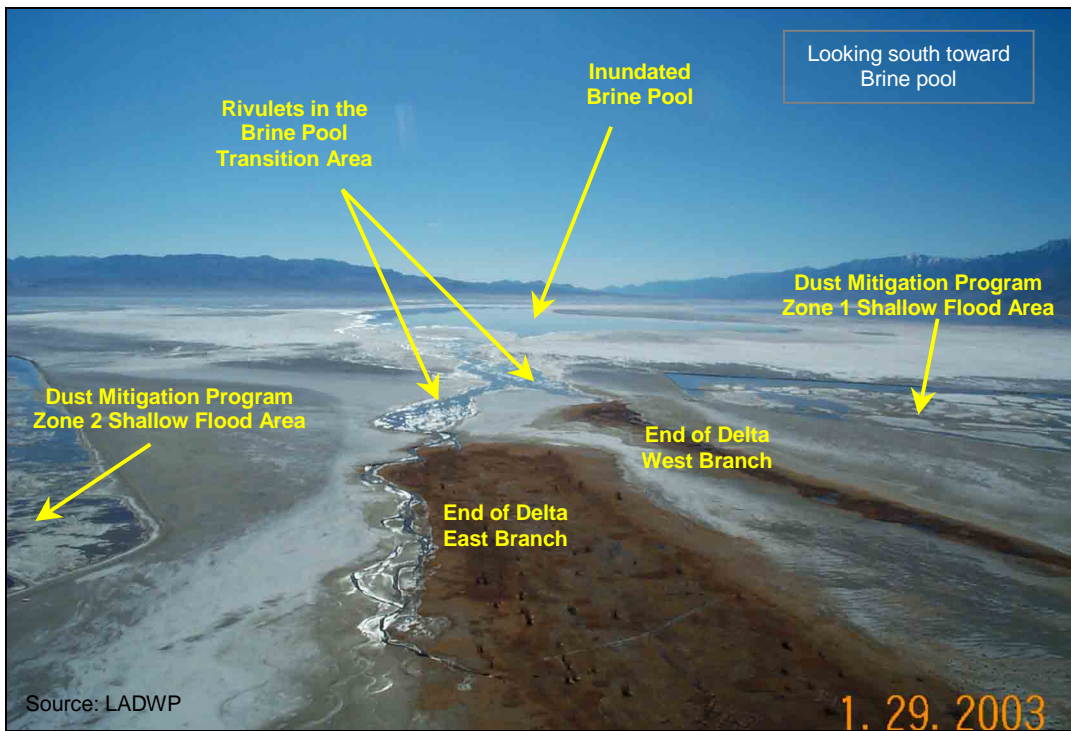 Looking south toward
Brine pool
Inundated
Brine Pool
Rivulets in the
Brine Pool
Transition Area
Dust Mitigation Program
Zone 1 Shallow Flood Area
Dust Mitigation Program
Zone 2 Shallow Flood Area
End of Delta
West Branch
End of Delta
East Branch
Source: LADWP
1. 29. 2003